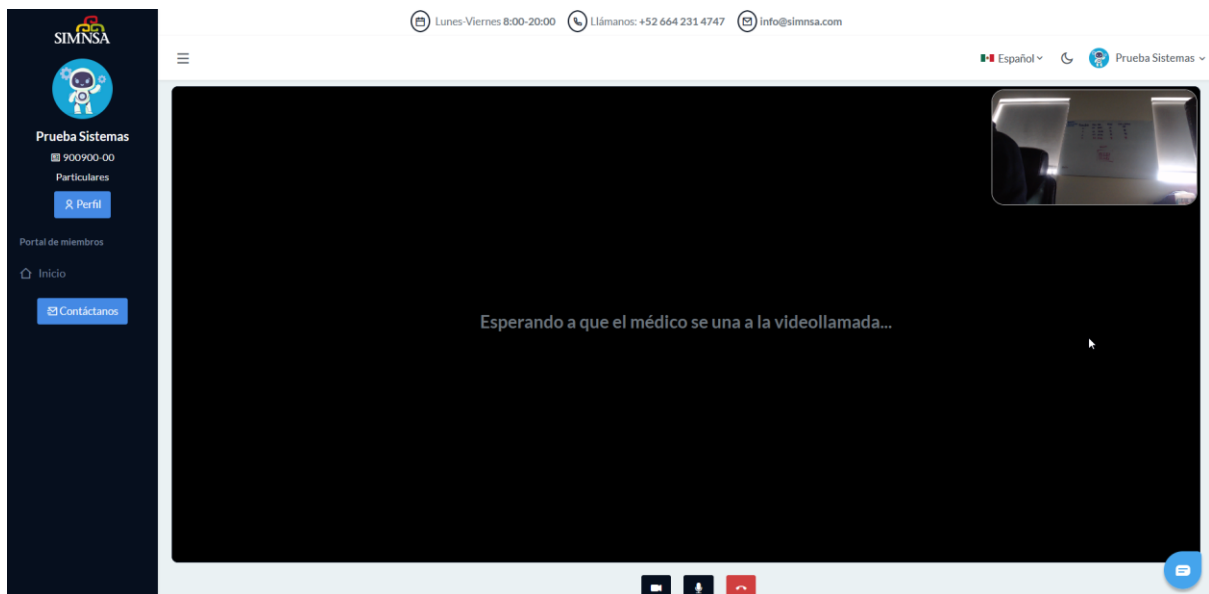 SIMNSA
Lunes-Viernes 8:00-20:00 Llámanos: +52 664 231 4747 info@simnsa.com
Español Prueba Sistemas
Prueba Sistemas
900900-00
Particulares
Perfil
Portal de miembros
Inicio
Contáctanos
Esperando a que el médico se una a la videollamada...